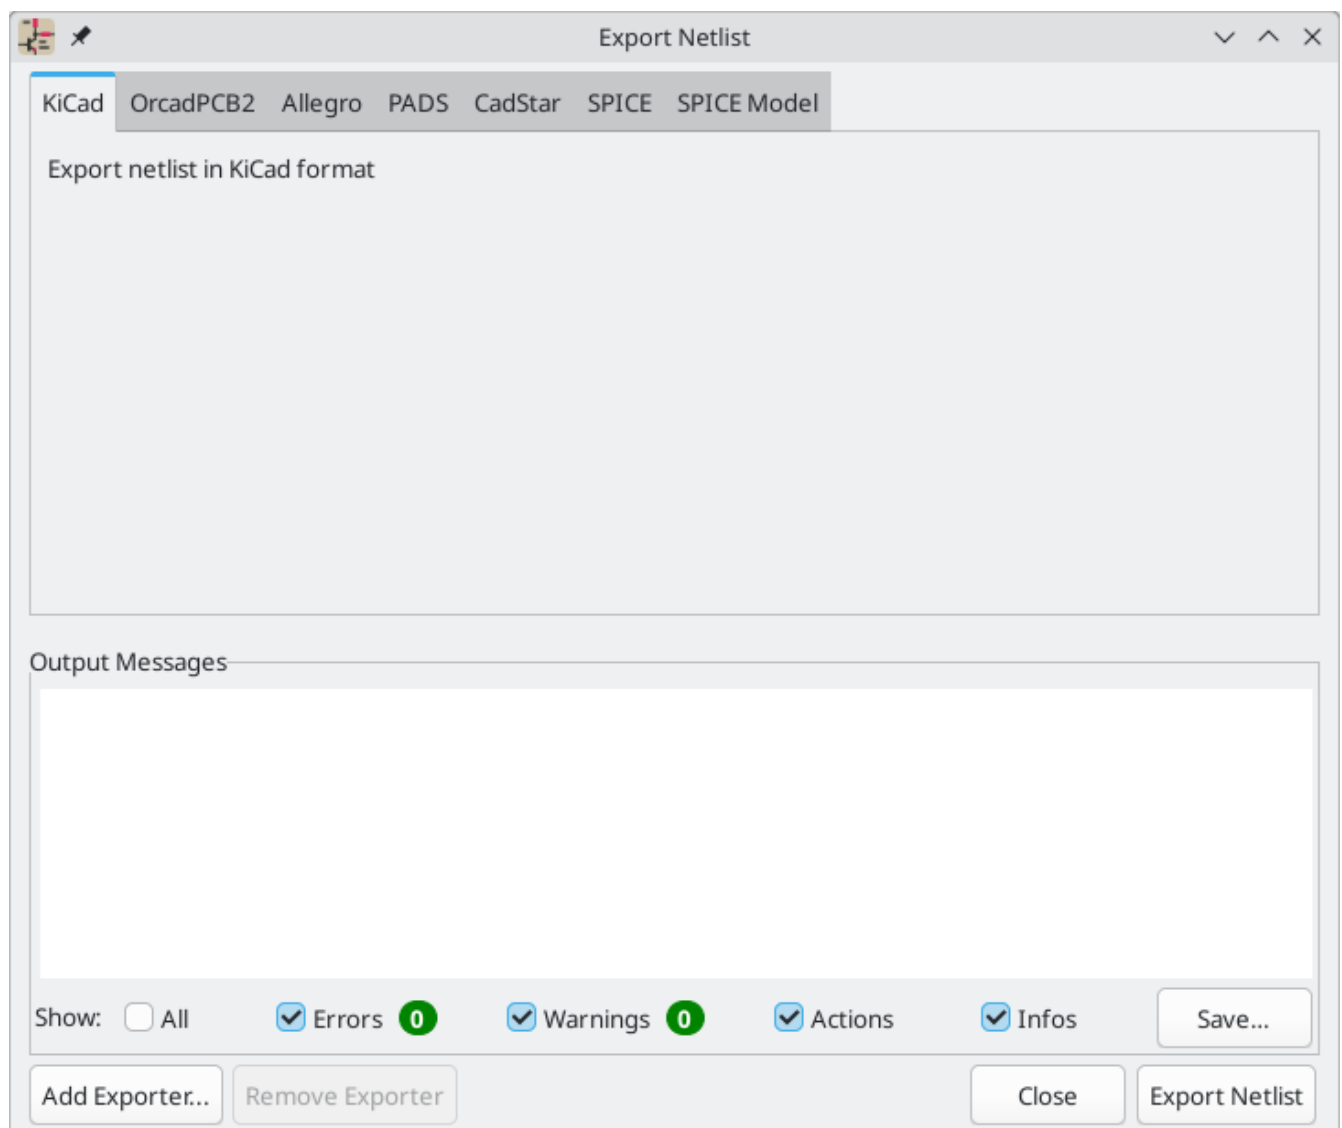 Export Netlist
KiCad OrcadPCB2 Allegro PADS CadStar SPICE SPICE Model
Export netlist in KiCad format
Output Messages
Show: All Errors 0 Warnings 0 Actions Infos Save...
Add Exporter... Remove Exporter Close Export Netlist